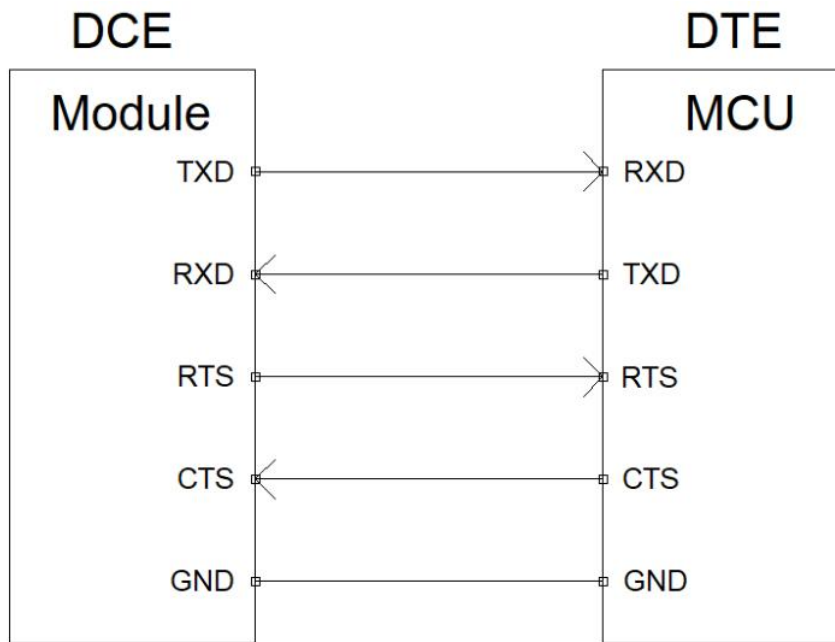 DCE DTE
Module MCU
TXD RXD
RXD TXD
RTS RTS
CTS CTS
GND GND